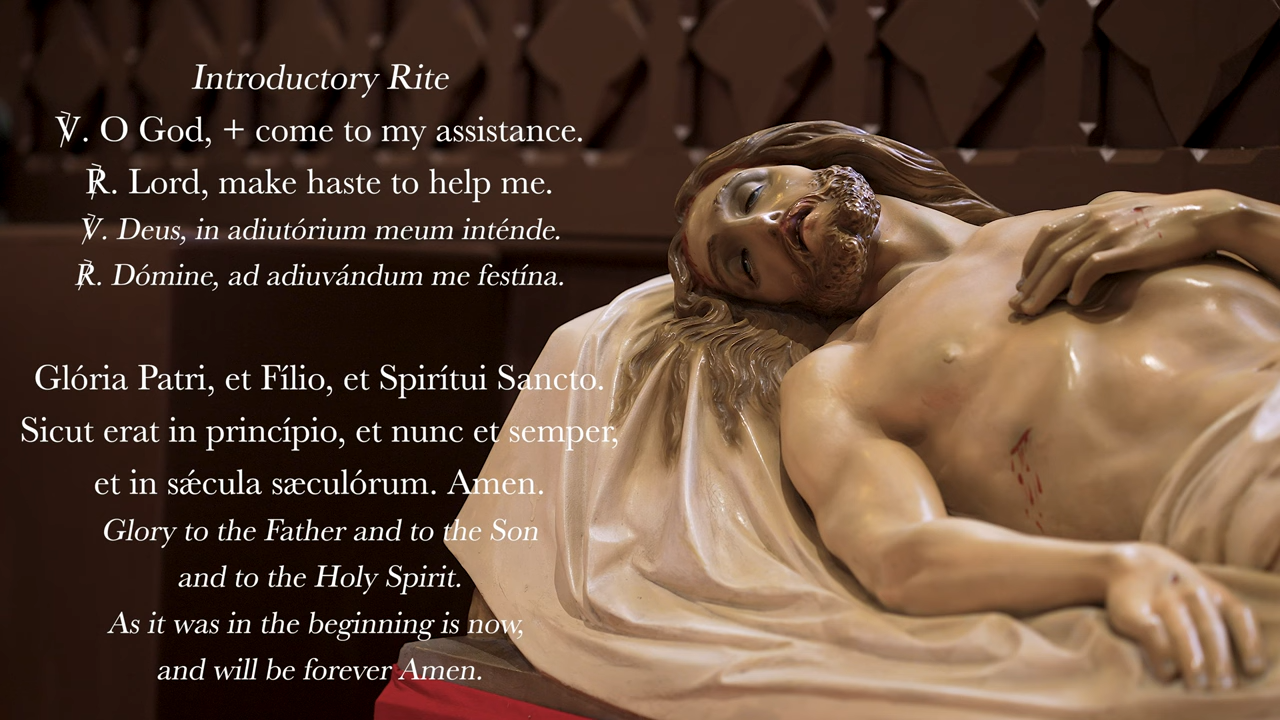 Introductory Rite
℣. O God, + come to my assistance.
℟. Lord, make haste to help me.
℣. Deus, in adiutórium meum inténde.
℟. Dómine, ad adiuvándum me festína.
Glória Patri, et Fílio, et Spirítui Sancto.
Sicut erat in princípio, et nunc et semper,
et in sǽcula sæculórum. Amen.
Glory to the Father and to the Son
and to the Holy Spirit.
As it was in the beginning is now,
and will be forever Amen.